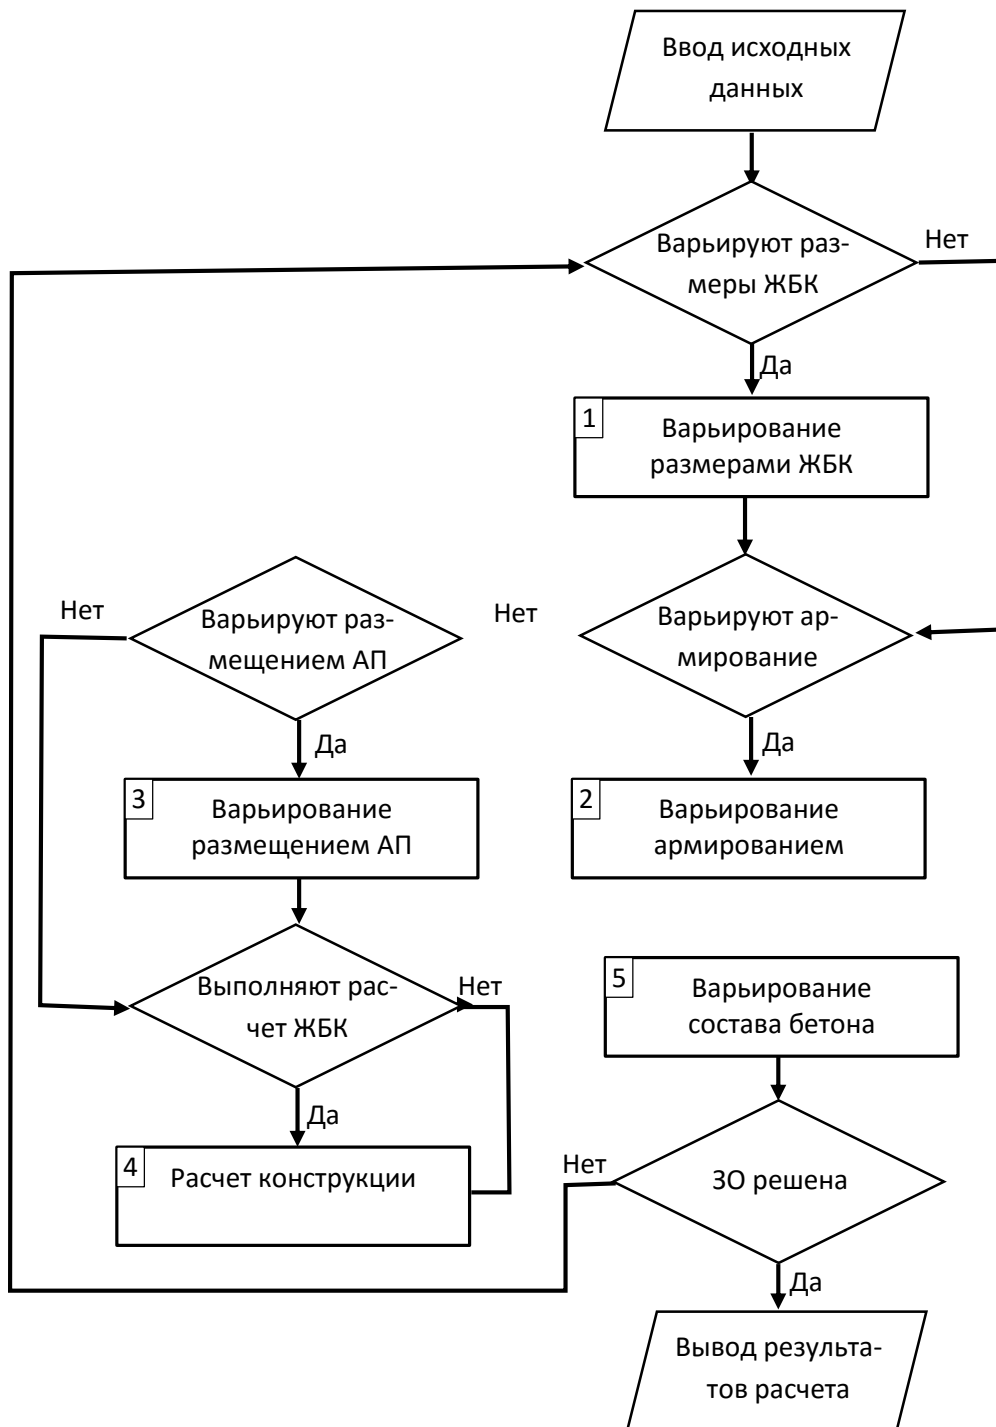 Ввод исходных
данных
Варьируют раз-
меры ЖБК
Нет
Да
1
Варьирование
размерами ЖБК
Варьируют ар-
мирование
Нет
Да
2
Варьирование
армированием
Варьируют раз-
мещением АП
Нет
Да
3
Варьирование
размещением АП
Выполняют рас-
чет ЖБК
Нет
Да
4
Расчет конструкции
5
Варьирование
состава бетона
ЗО решена
Нет
Да
Вывод результа-
тов расчета